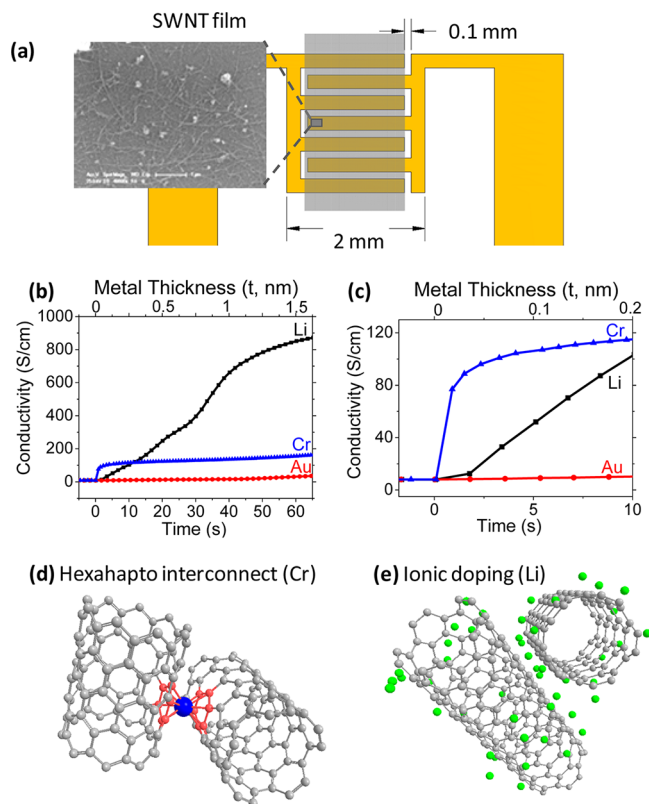 SWNT film
(a)
0.1 mm
2 mm
(b)
Metal Thickness (t, nm)
0 0.5 1 1.5
1000
800
600
400
200
0
Conductivity (S/cm)
Li
Cr
Au
0 10 20 30 40 50 60
Time (s)
(c)
Metal Thickness (t, nm)
0 0.1 0.2
120
80
40
0
Conductivity (S/cm)
Cr
Li
Au
0 5 10
Time (s)
(d) Hexahapto interconnect (Cr)
(e) Ionic doping (Li)